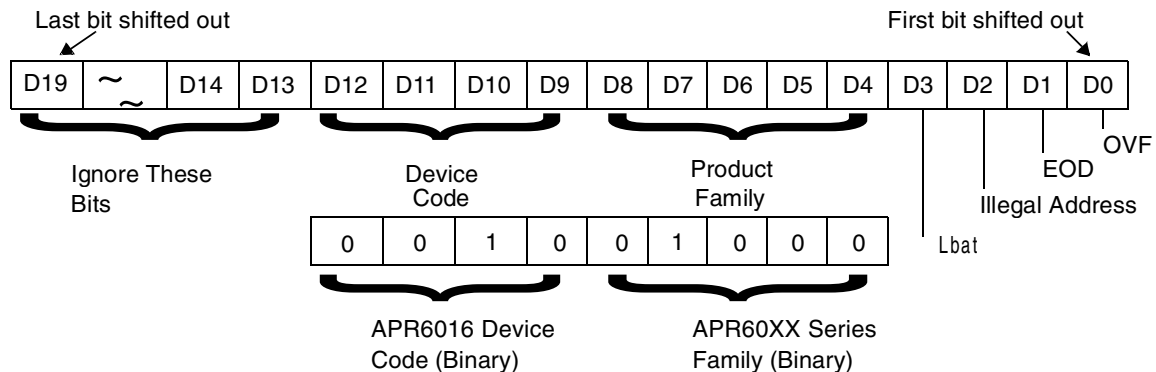 Last bit shifted out
First bit shifted out
D19 ~ ~ D14 D13 D12 D11 D10 D9 D8 D7 D6 D5 D4 D3 D2 D1 D0
OVF
EOD
Ignore These
Bits
Device
Code
Product
Family
Illegal Address
Lbat
0 0 1 0 0 1 0 0 0
APR6016 Device
Code (Binary)
APR60XX Series
Family (Binary)